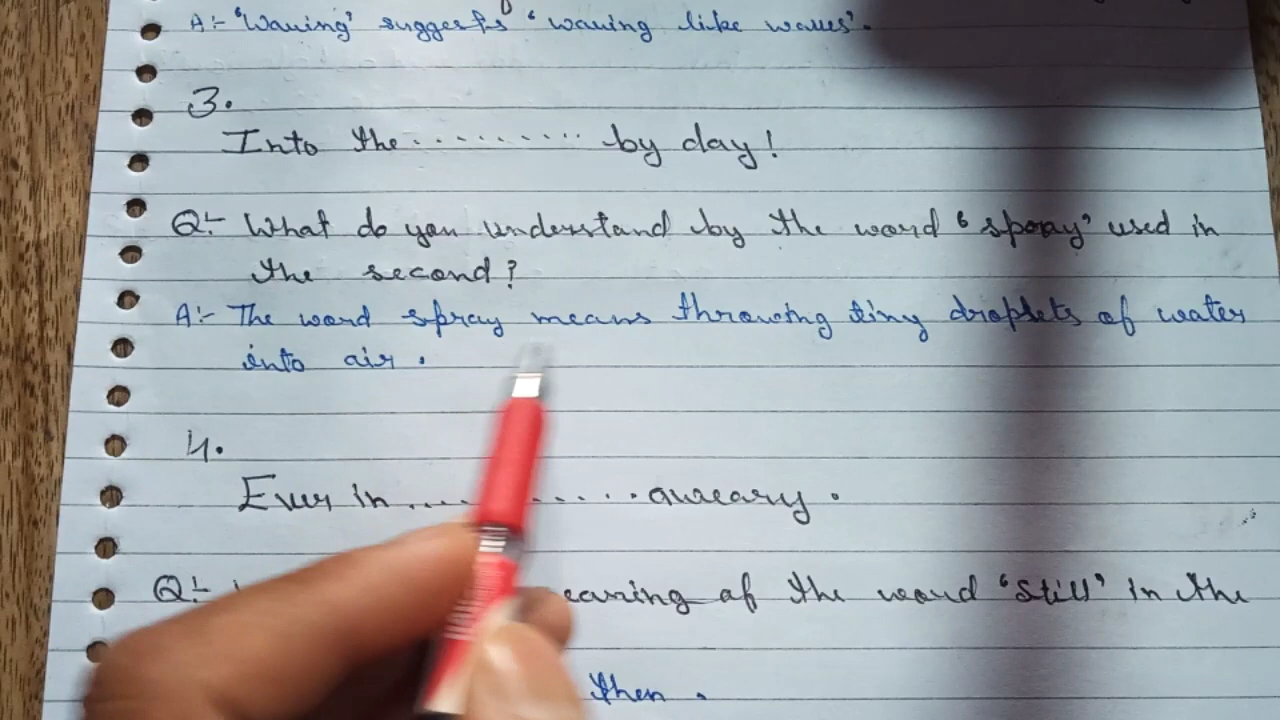 A:- 'Waving' suggests 'waving like waves'.
3.
Into the .......... by day!
Q:- What do you understand by the word 'spray' used in
the second?
A:- The word spray means throwing tiny droplets of water
into air.
4.
Ever in .......... aweary.
Q:- of the word 'still' in the
then.